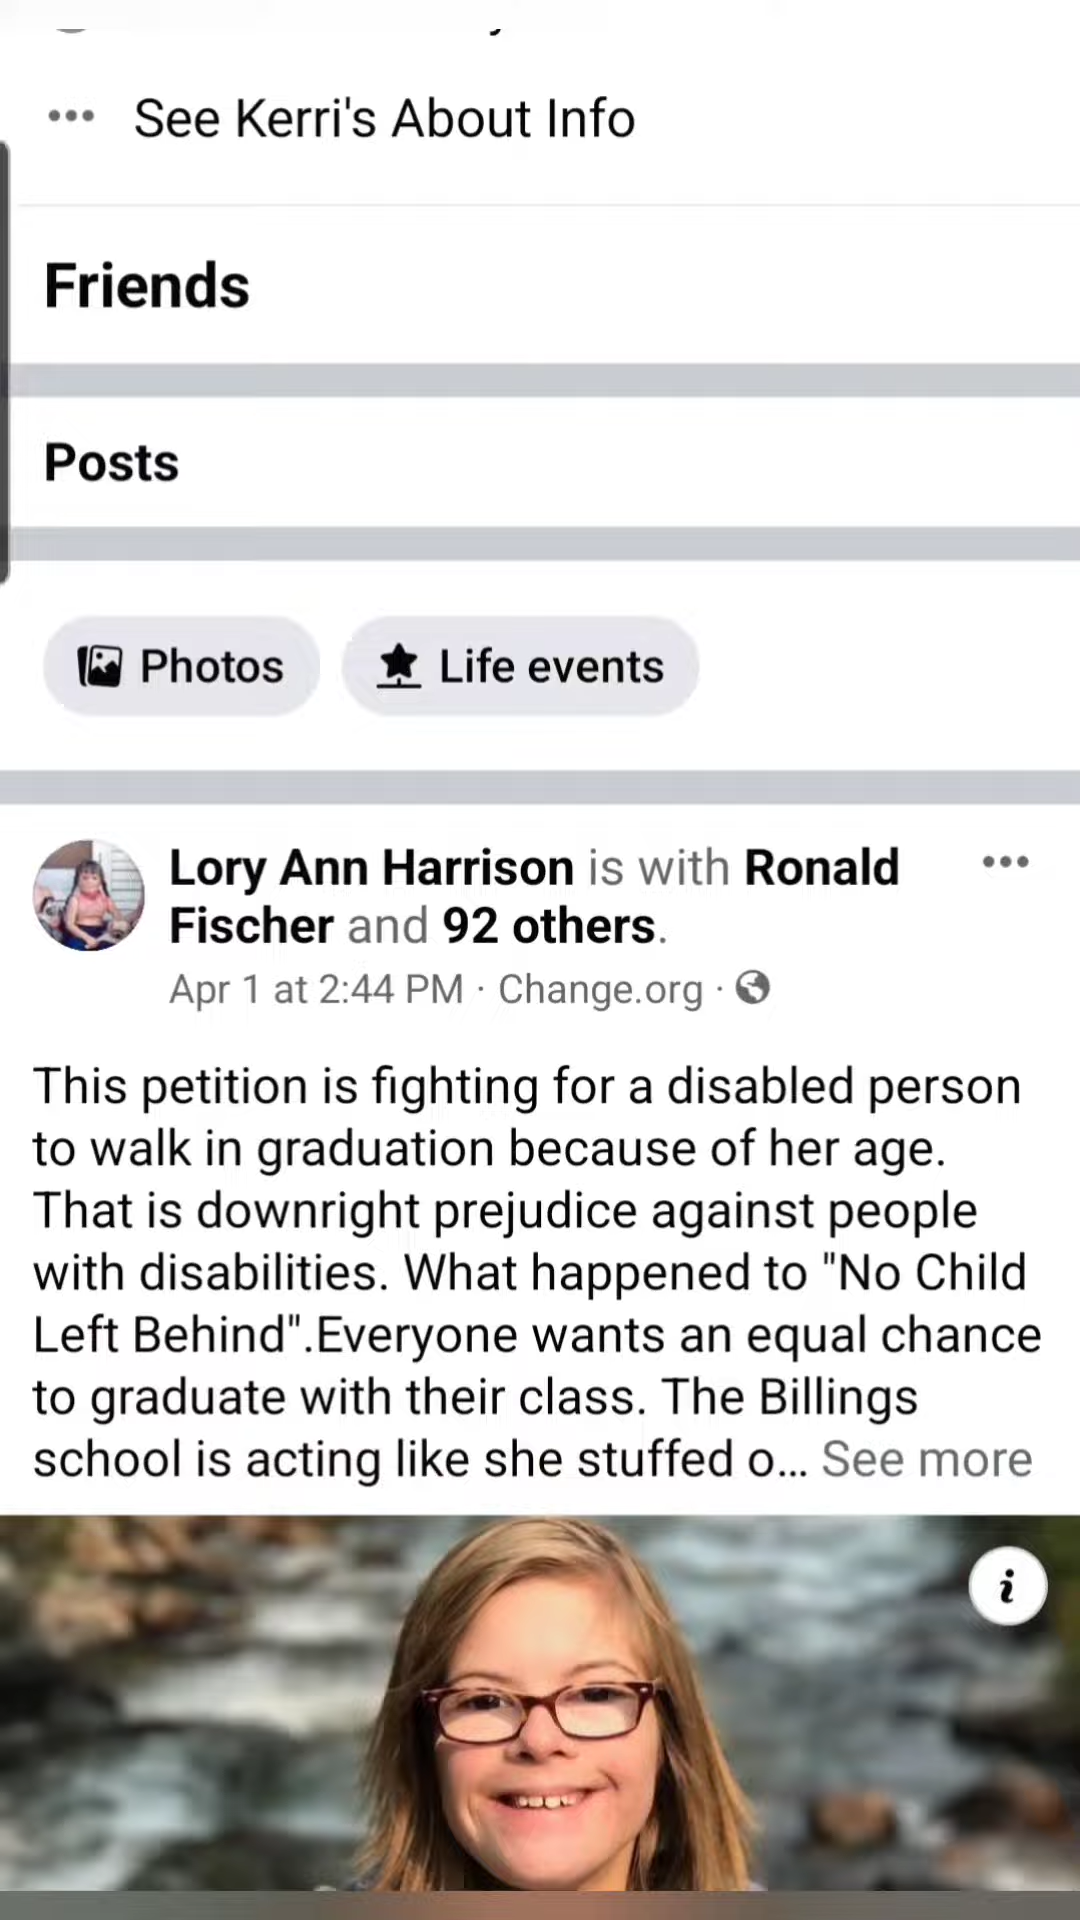 See Kerri's About Info
Friends
Posts
Photos
Life events
Lory Ann Harrison is with Ronald
Fischer and 92 others.
Apr 1 at 2:44 PM · Change.org ·
This petition is fighting for a disabled person
to walk in graduation because of her age.
That is downright prejudice against people
with disabilities. What happened to "No Child
Left Behind".Everyone wants an equal chance
to graduate with their class. The Billings
school is acting like she stuffed o... See more
i